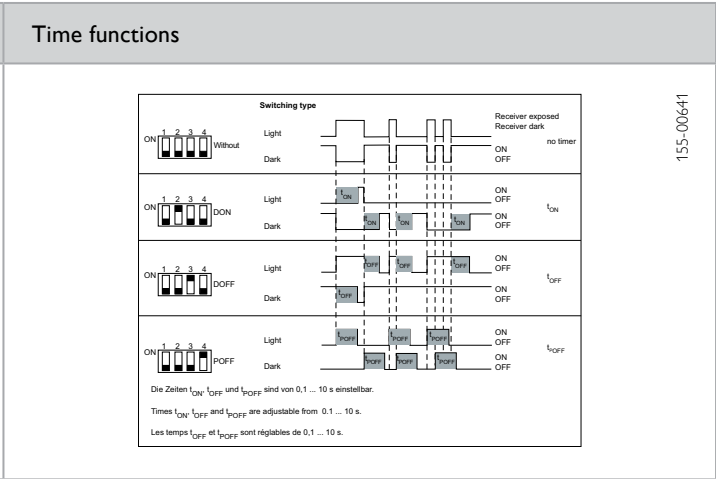 Time functions
155-00641
Switching type
Receiver exposed
Receiver dark
no timer
1 2 3 4
ON
Without
Light
Dark
ON
OFF
1 2 3 4
ON
DON
Light
tON
ON
OFF
Dark
tON
tON
tON
ON
OFF
tON
1 2 3 4
ON
DOFF
Light
tOFF
tOFF
tOFF
ON
OFF
Dark
tOFF
ON
OFF
tOFF
1 2 3 4
ON
POFF
Light
tPOFF
tPOFF
tPOFF
ON
OFF
Dark
tPOFF
tPOFF
tPOFF
ON
OFF
tPOFF
Die Zeiten tON, tOFF und tPOFF sind von 0,1 ... 10 s einstellbar.
Times tON, tOFF and tPOFF are adjustable from 0.1 ... 10 s.
Les temps tOFF et tPOFF sont réglables de 0,1 ... 10 s.